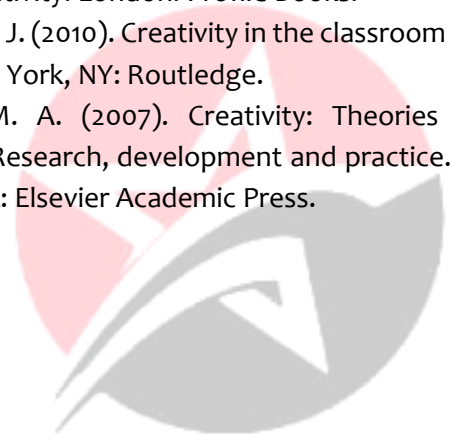 J. (2010). Creativity in the classroom
York, NY: Routledge.
M. A. (2007). Creativity: Theories
Research, development and practice.
: Elsevier Academic Press.